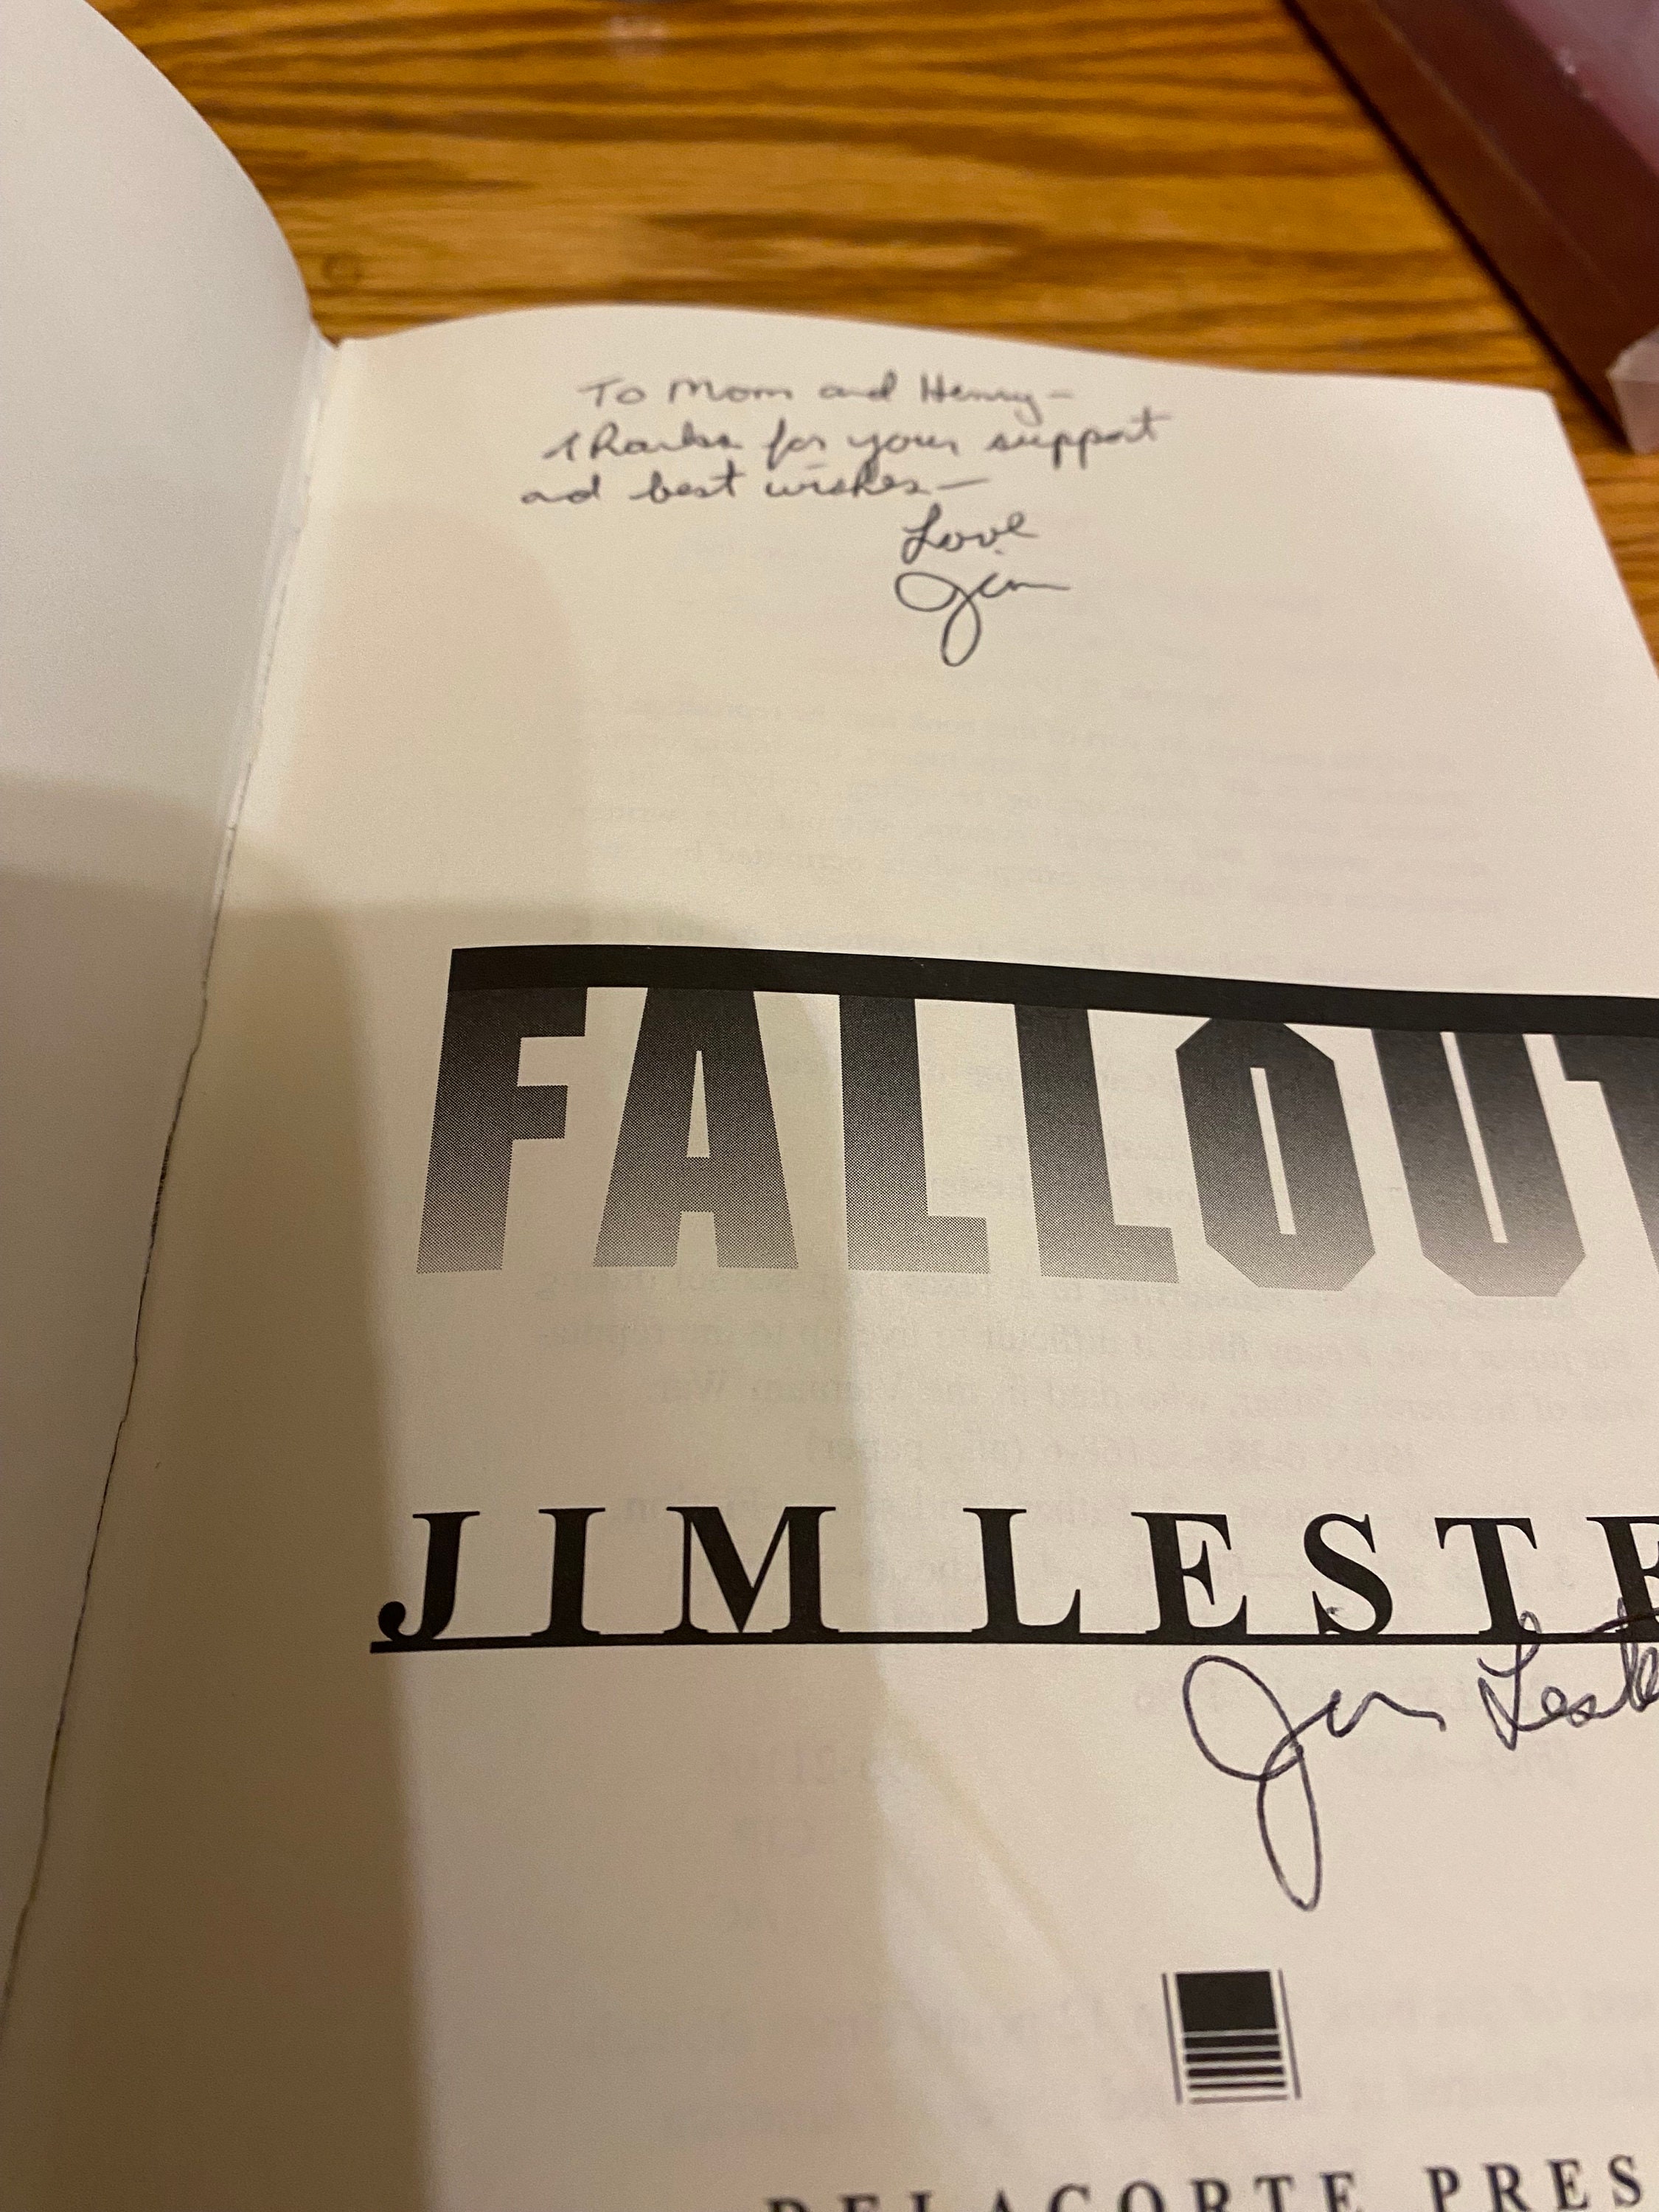 To Mom and Henry-
thanks for your support
and best wishes-
Love
Jim
FALLOUT
JIM LESTE
Jim Leste
DELACORTE PRES